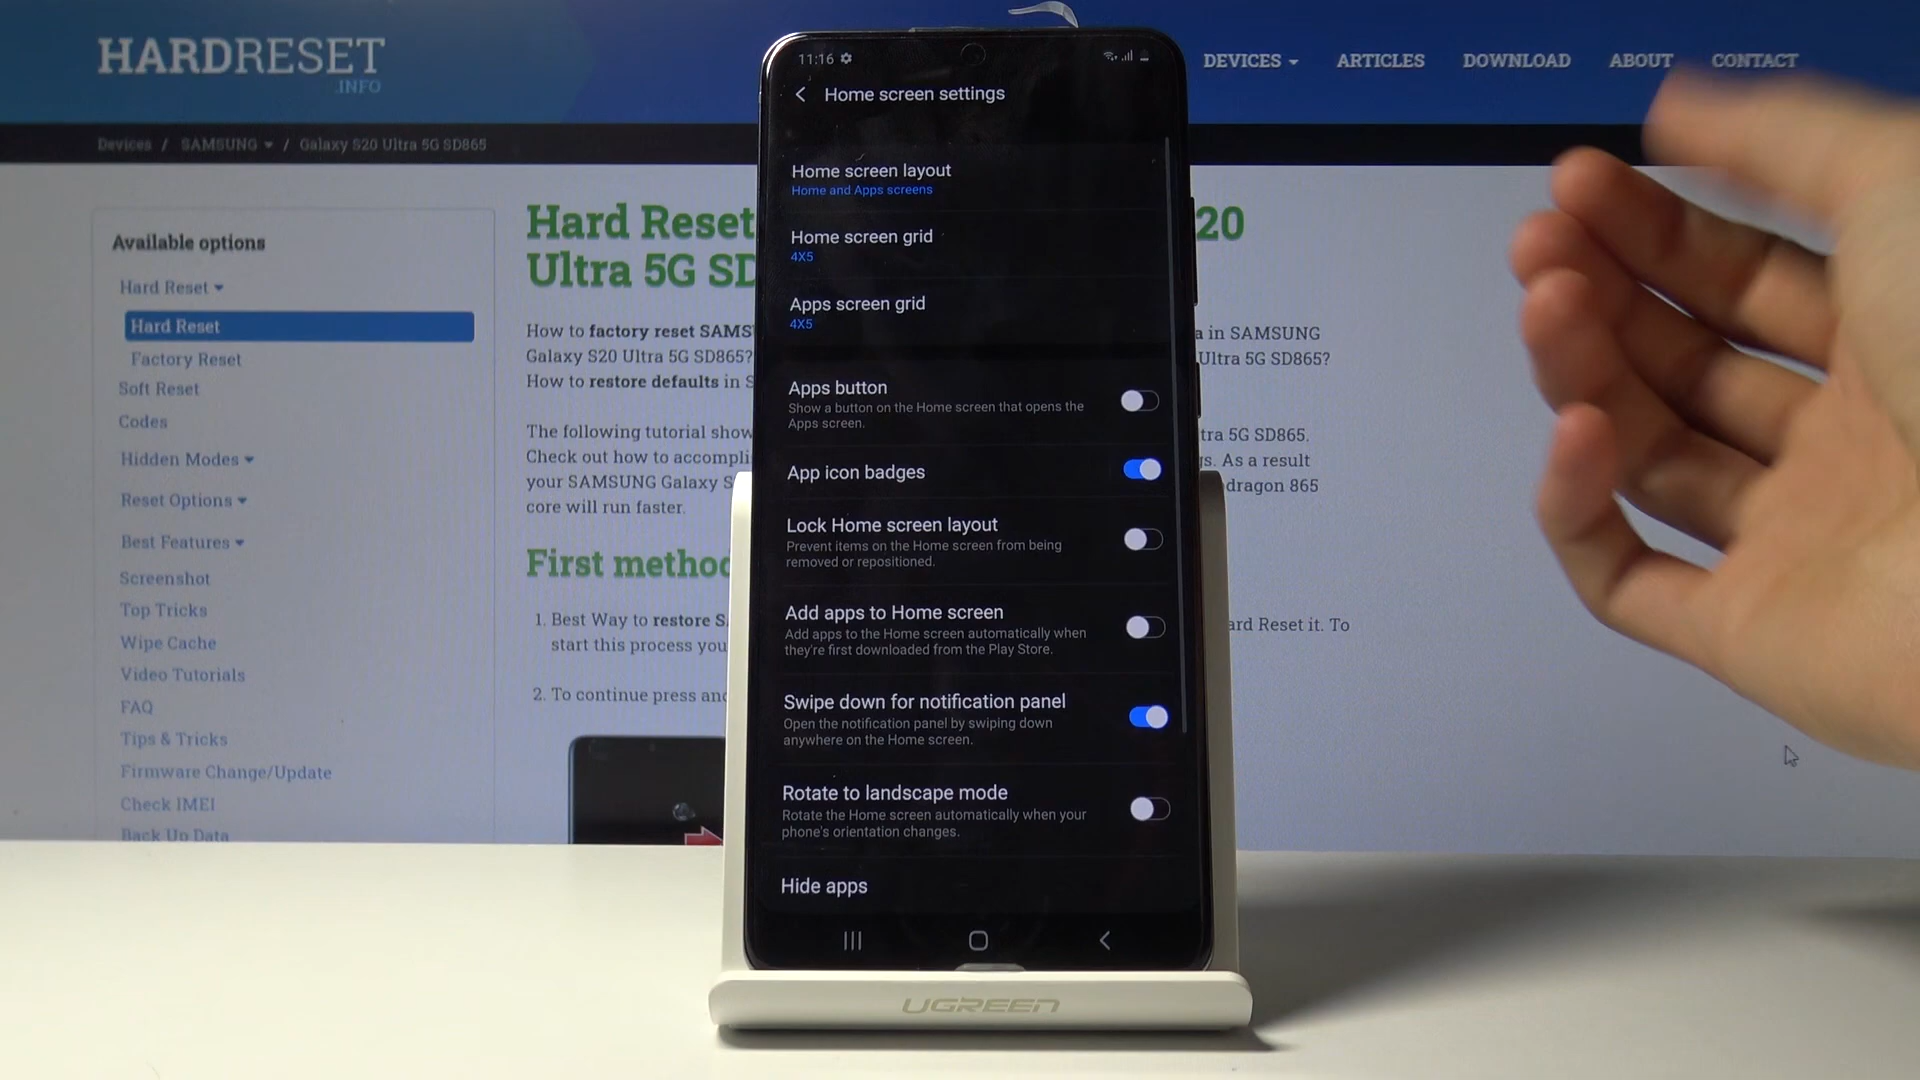 HARDRESET
.INFO
DEVICES
ARTICLES
DOWNLOAD
ABOUT
CONTACT
Devices / SAMSUNG / Galaxy S20 Ultra 5G SD865
Available options
Hard Reset
Hard Reset
Factory Reset
Soft Reset
Codes
Hidden Modes
Reset Options
Best Features
Screenshot
Top Tricks
Wipe Cache
Video Tutorials
FAQ
Tips & Tricks
Firmware Change/Update
Check IMEI
Back Up Data
Hard Reset
20
Ultra 5G SD
How to factory reset SAMS
a in SAMSUNG
Galaxy S20 Ultra 5G SD865?
Ultra 5G SD865?
How to restore defaults in S
The following tutorial show
tra 5G SD865.
Check out how to accompli
gs. As a result
your SAMSUNG Galaxy S
dragon 865
core will run faster.
First method
1. Best Way to restore S
ard Reset it. To
start this process you
2. To continue press and
11:16
Home screen settings
Home screen layout
Home and Apps screens
Home screen grid
4X5
Apps screen grid
4X5
Apps button
Show a button on the Home screen that opens the
Apps screen.
App icon badges
Lock Home screen layout
Prevent items on the Home screen from being
removed or repositioned.
Add apps to Home screen
Add apps to the Home screen automatically when
they're first downloaded from the Play Store.
Swipe down for notification panel
Open the notification panel by swiping down
anywhere on the Home screen.
Rotate to landscape mode
Rotate the Home screen automatically when your
phone's orientation changes.
Hide apps
UGREEN